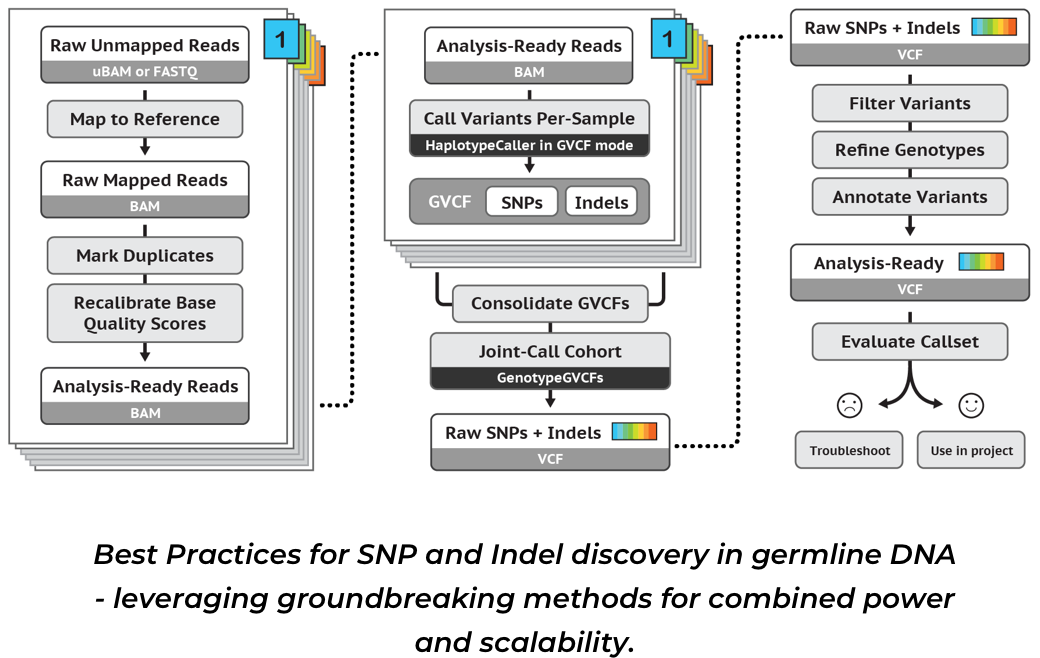 Raw Unmapped Reads
uBAM or FASTQ
1
Map to Reference
Raw Mapped Reads
BAM
Mark Duplicates
Recalibrate Base
Quality Scores
Analysis-Ready Reads
BAM
Analysis-Ready Reads
BAM
1
Call Variants Per-Sample
HaplotypeCaller in GVCF mode
GVCF SNPs Indels
Consolidate GVCFs
Joint-Call Cohort
GenotypeGVCFs
Raw SNPs + Indels
VCF
Raw SNPs + Indels
VCF
Filter Variants
Refine Genotypes
Annotate Variants
Analysis-Ready
VCF
Evaluate Callset
Troubleshoot
Use in project
Best Practices for SNP and Indel discovery in germline DNA
- leveraging groundbreaking methods for combined power
and scalability.